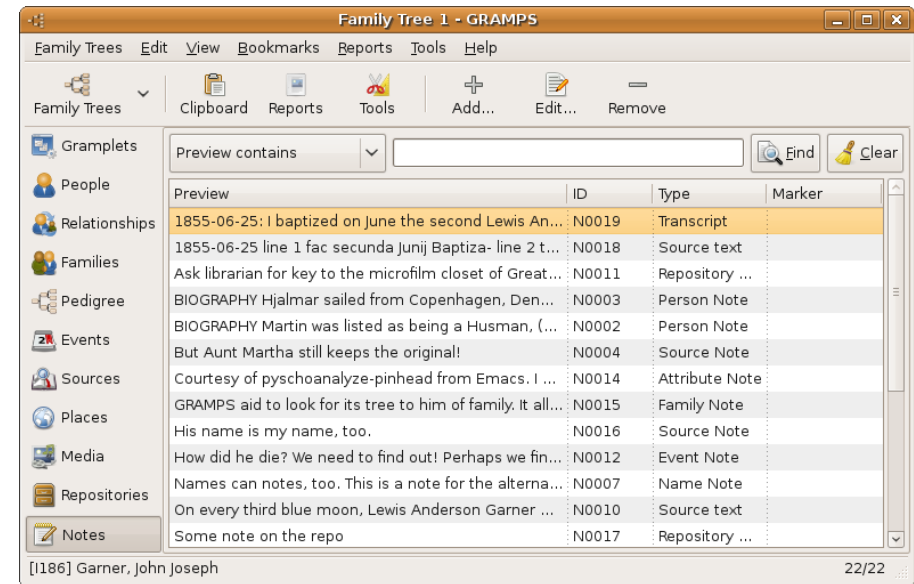 Family Tree 1 - GRAMPS
Family Trees Edit View Bookmarks Reports Tools Help
Family Trees Clipboard Reports Tools Add... Edit... Remove
Gramplets
People
Relationships
Families
Pedigree
Events
Sources
Places
Media
Repositories
Notes
Preview contains Find Clear
Preview ID Type Marker
1855-06-25: I baptized on June the second Lewis An... N0019 Transcript
1855-06-25 line 1 fac secunda Junij Baptiza- line 2 t... N0018 Source text
Ask librarian for key to the microfilm closet of Great... N0011 Repository ...
BIOGRAPHY Hjalmar sailed from Copenhagen, Den... N0003 Person Note
BIOGRAPHY Martin was listed as being a Husman, (... N0002 Person Note
But Aunt Martha still keeps the original! N0004 Source Note
Courtesy of pyschoanalyze-pinhead from Emacs. I ... N0014 Attribute Note
GRAMPS aid to look for its tree to him of family. It all... N0015 Family Note
His name is my name, too. N0016 Source Note
How did he die? We need to find out! Perhaps we fin... N0012 Event Note
Names can notes, too. This is a note for the alterna... N0007 Name Note
On every third blue moon, Lewis Anderson Garner ... N0010 Source text
Some note on the repo N0017 Repository ...
[I186] Garner, John Joseph 22/22